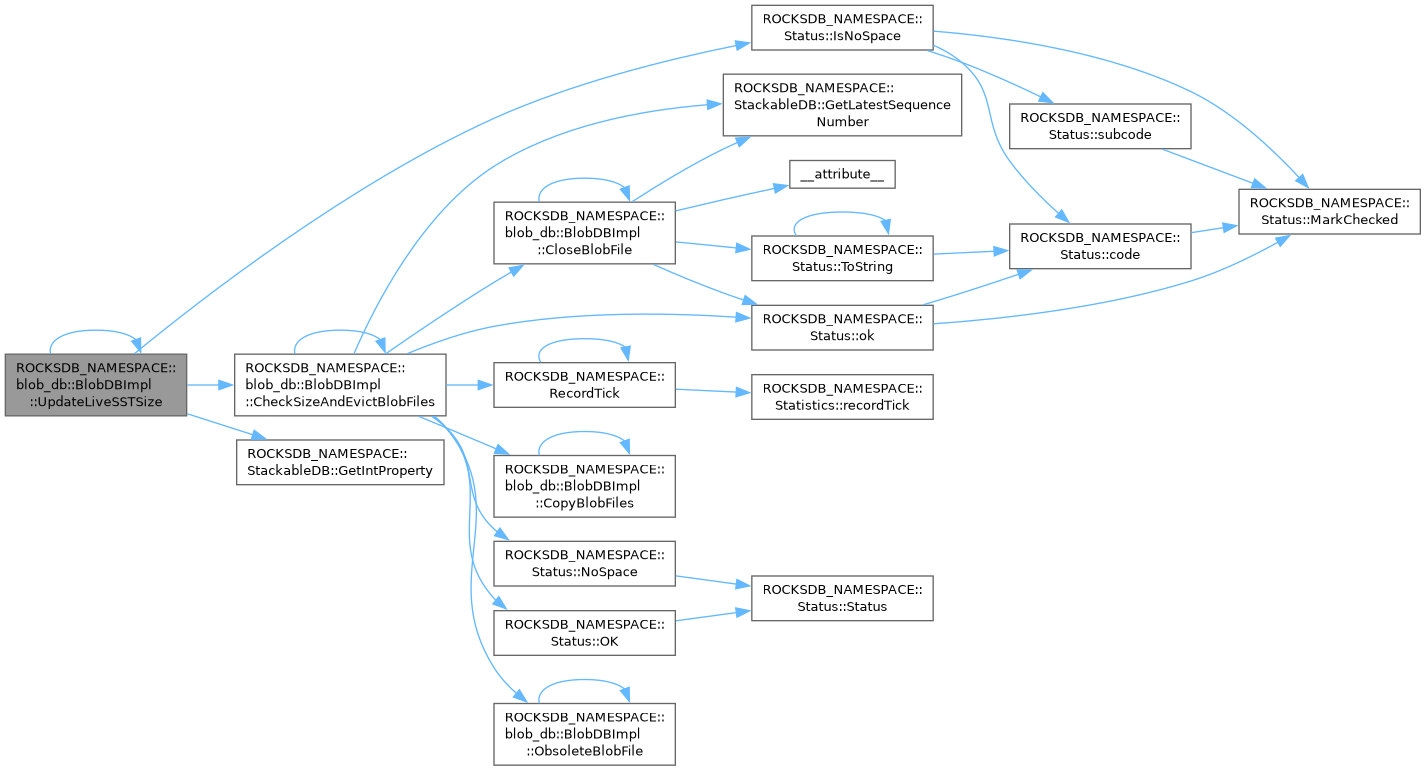 ROCKSDB_NAMESPACE::
Status::IsNoSpace
ROCKSDB_NAMESPACE::
StackableDB::GetLatestSequence
Number
ROCKSDB_NAMESPACE::
Status::subcode
__attribute__
ROCKSDB_NAMESPACE::
Status::MarkChecked
ROCKSDB_NAMESPACE::
blob_db::BlobDBImpl
::CloseBlobFile
ROCKSDB_NAMESPACE::
Status::ToString
ROCKSDB_NAMESPACE::
Status::code
ROCKSDB_NAMESPACE::
Status::ok
ROCKSDB_NAMESPACE::
blob_db::BlobDBImpl
::UpdateLiveSSTSize
ROCKSDB_NAMESPACE::
blob_db::BlobDBImpl
::CheckSizeAndEvictBlobFiles
ROCKSDB_NAMESPACE::
RecordTick
ROCKSDB_NAMESPACE::
Statistics::recordTick
ROCKSDB_NAMESPACE::
StackableDB::GetIntProperty
ROCKSDB_NAMESPACE::
blob_db::BlobDBImpl
::CopyBlobFiles
ROCKSDB_NAMESPACE::
Status::NoSpace
ROCKSDB_NAMESPACE::
Status::Status
ROCKSDB_NAMESPACE::
Status::OK
ROCKSDB_NAMESPACE::
blob_db::BlobDBImpl
::ObsoleteBlobFile